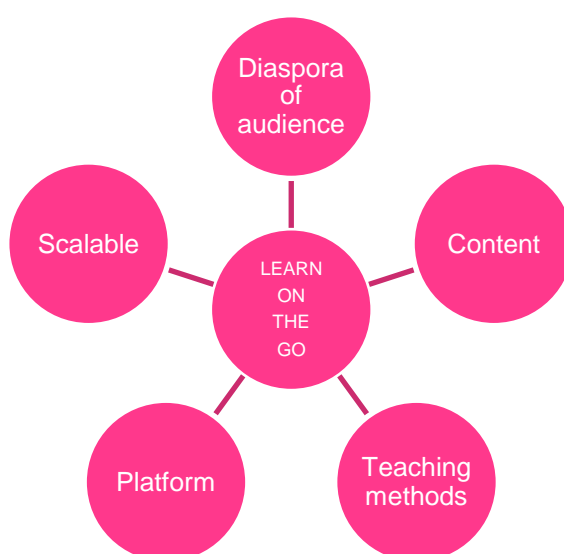 Diaspora
of
audience
Scalable
Content
LEARN
ON
THE
GO
Platform
Teaching
methods